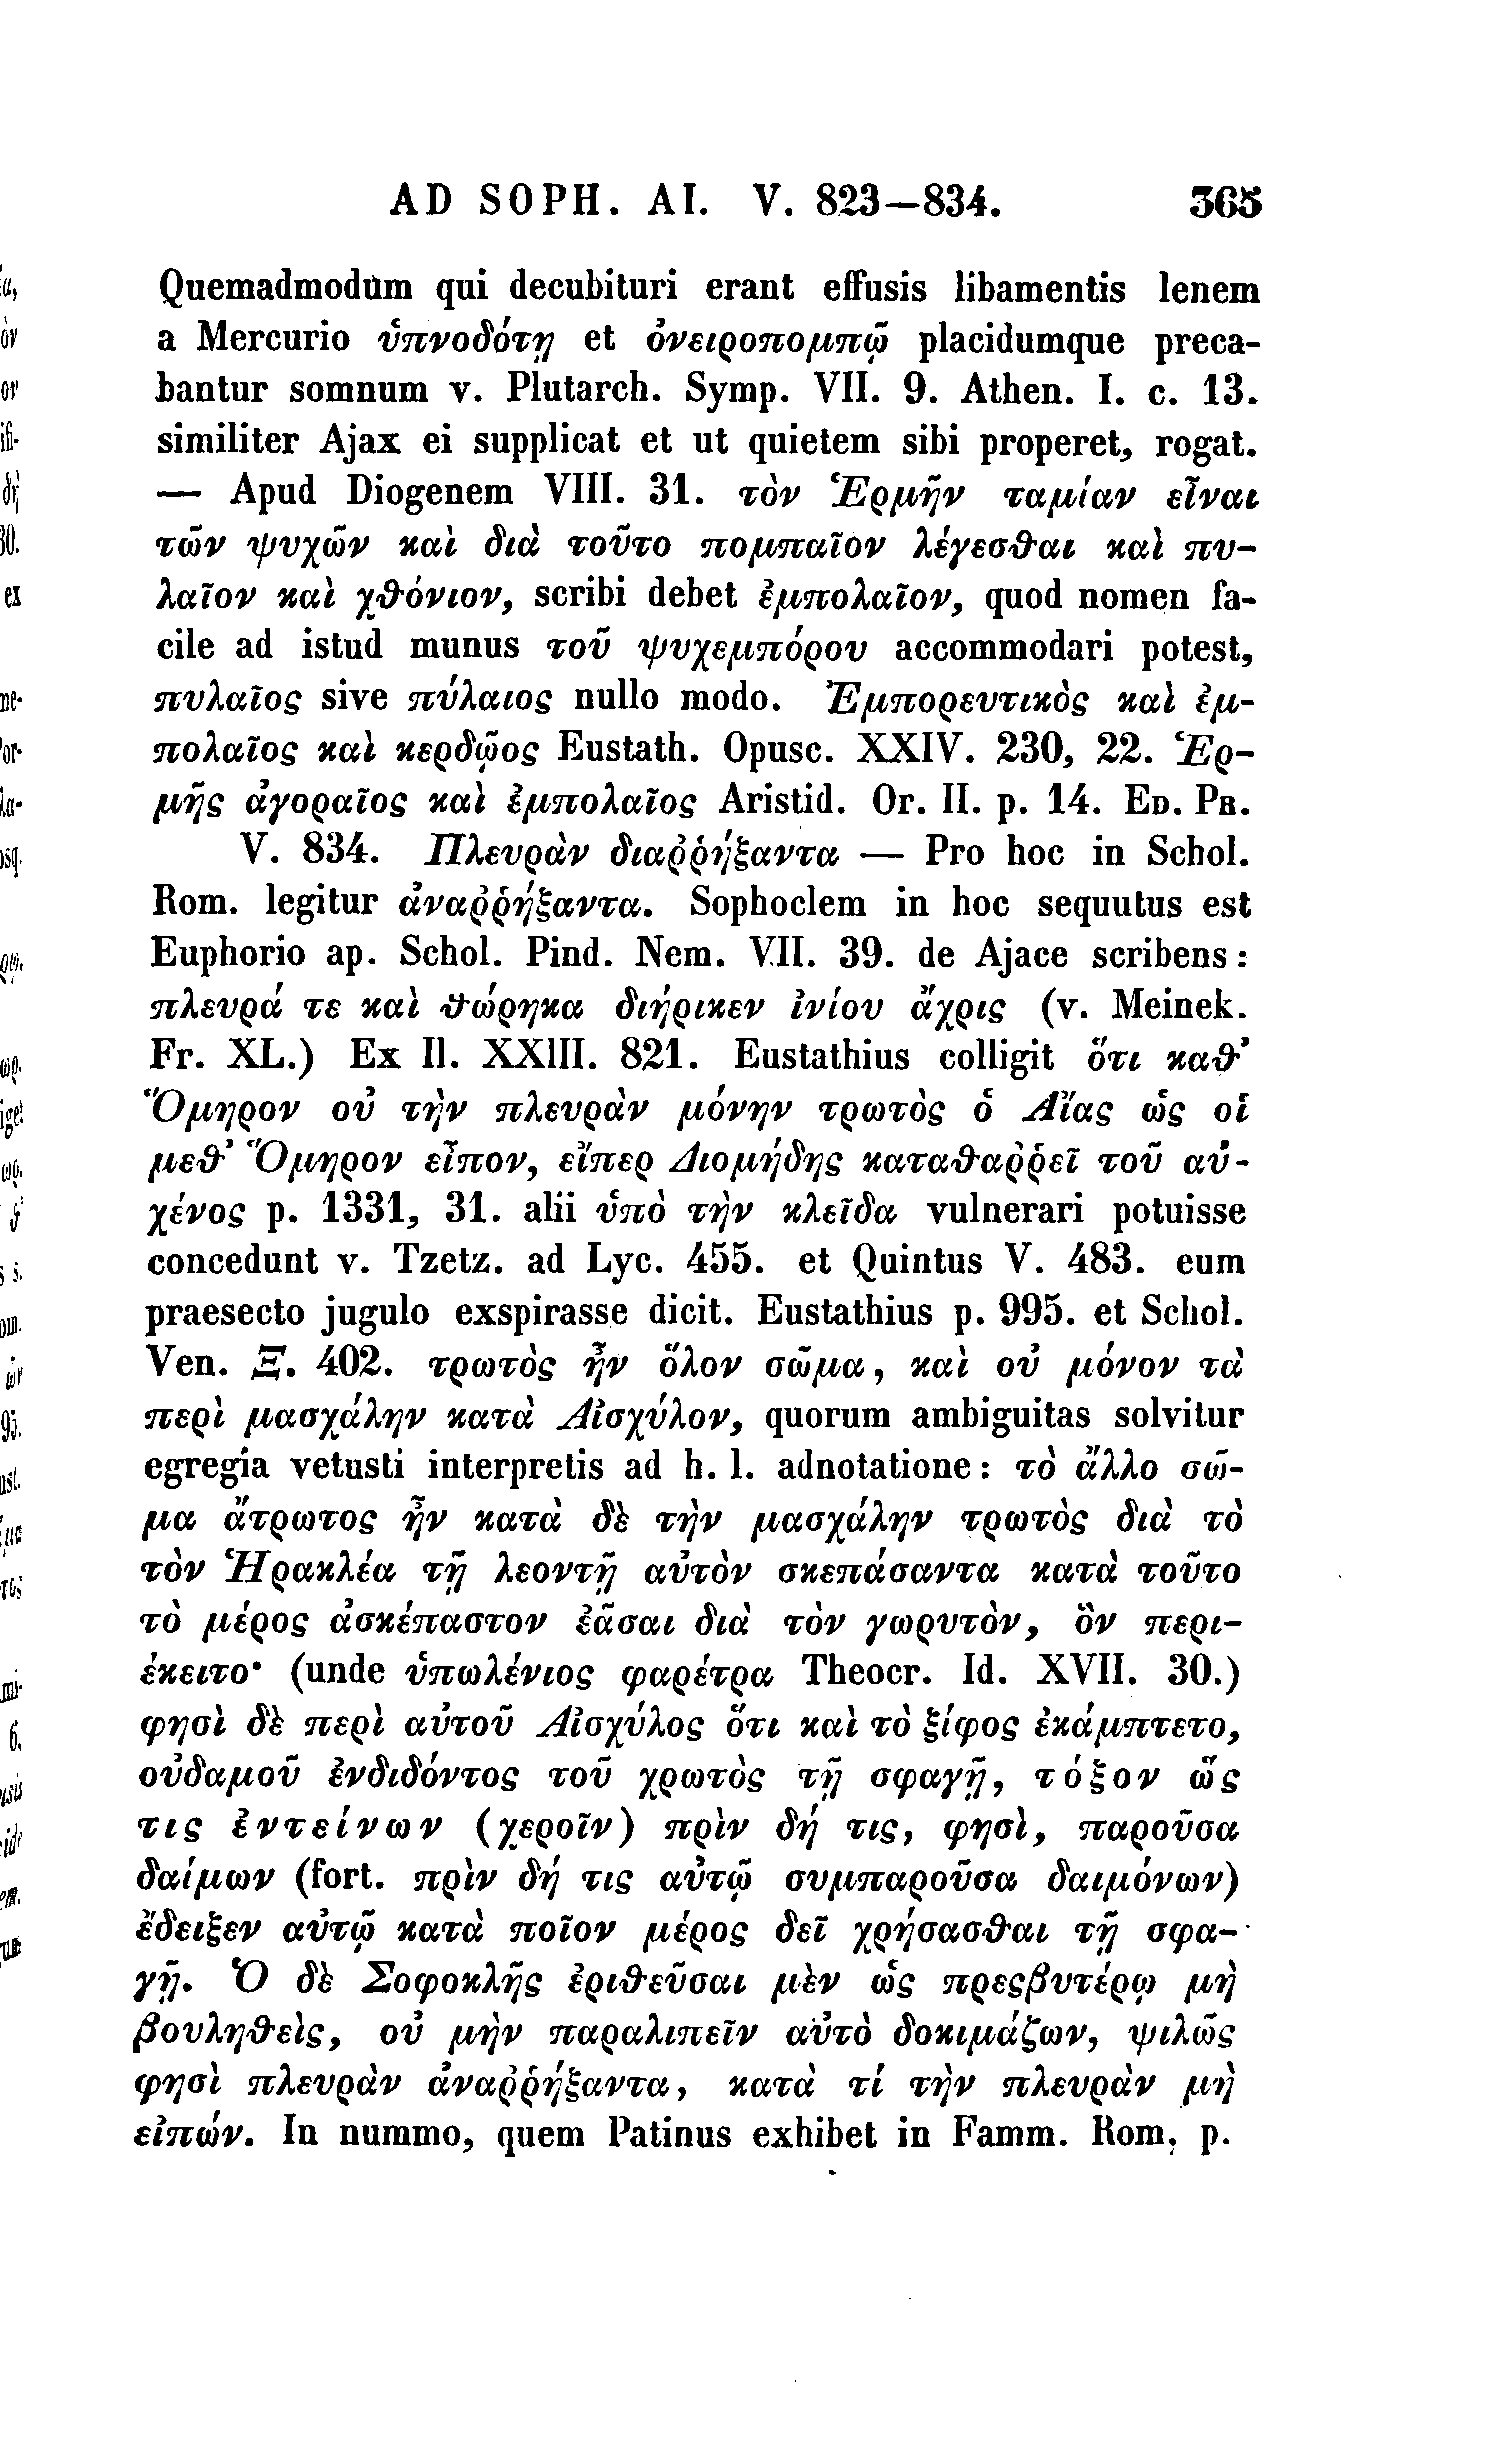 AD SOPH. AI. V. 823—834. 365
Quemadmodum qui decubituri erant effusis libamentis lenem
a Mercurio ὑπνοδότῃ et ὀνειροπομπῷ placidumque preca-
bantur somnum v. Plutarch. Symp. VII. 9. Athen. I. c. 13.
similiter Ajax ei supplicat et ut quietem sibi properet, rogat.
— Apud Diogenem VIII. 31. τὸν Ἑρμῆν ταμίαν εἶναι
τῶν ψυχῶν καὶ διὰ τοῦτο πομπαῖον λέγεσθαι καὶ πυ-
λαῖον καὶ χθόνιον, scribi debet ἐμπολαῖον, quod nomen fa-
cile ad istud munus τοῦ ψυχεμπόρου accommodari potest,
πυλαῖος sive πύλαιος nullo modo. Ἐμπορευτικὸς καὶ ἐμ-
πολαῖος καὶ κερδῷος Eustath. Opusc. XXIV. 230, 22. Ἑρ-
μῆς ἀγοραῖος καὶ ἐμπολαῖος Aristid. Or. II. p. 14. Ed. Pr.
V. 834. Πλευρὰν διαῤῥήξαντα — Pro hoc in Schol.
Rom. legitur ἀναῤῥήξαντα. Sophoclem in hoc sequutus est
Euphorio ap. Schol. Pind. Nem. VII. 39. de Ajace scribens:
πλευρά τε καὶ θώρηκα διήρικεν ἰνίου ἄχρις (v. Meinek.
Fr. XL.) Ex Il. XXIII. 821. Eustathius colligit ὅτι καθ’
Ὅμηρον οὐ τὴν πλευρὰν μόνην τρωτὸς ὁ Αἴας ὡς οἱ
μεθ’ Ὅμηρον εἶπον, εἴπερ Διομήδης καταθαῤῥεῖ τοῦ αὐ-
χένος p. 1331, 31. alii ὑπὸ τὴν κλεῖδα vulnerari potuisse
concedunt v. Tzetz. ad Lyc. 455. et Quintus V. 483. eum
praesecto jugulo exspirasse dicit. Eustathius p. 995. et Schol.
Ven. Ξ. 402. τρωτὸς ἦν ὅλον σῶμα, καὶ οὐ μόνον τὰ
περὶ μασχάλην κατὰ Αἰσχύλον, quorum ambiguitas solvitur
egregia vetusti interpretis ad h. l. adnotatione: τὸ ἄλλο σῶ-
μα ἄτρωτος ἦν κατὰ δὲ τὴν μασχάλην τρωτὸς διὰ τὸ
τὸν Ἡρακλέα τῇ λεοντῇ αὐτὸν σκεπάσαντα κατὰ τοῦτο
τὸ μέρος ἀσκέπαστον ἐᾶσαι διὰ τὸν γωρυτὸν, ὃν περι-
έκειτο· (unde ὑπωλένιος φαρέτρα Theocr. Id. XVII. 30.)
φησὶ δὲ περὶ αὐτοῦ Αἰσχύλος ὅτι καὶ τὸ ξίφος ἐκάμπτετο,
οὐδαμοῦ ἐνδιδόντος τοῦ χρωτὸς τῇ σφαγῇ, τόξον ὥς
τις ἐντείνων (χεροῖν) πρὶν δή τις, φησὶ, παροῦσα
δαίμων (fort. πρὶν δή τις αὐτῷ συμπαροῦσα δαιμόνων)
ἔδειξεν αὐτῷ κατὰ ποῖον μέρος δεῖ χρήσασθαι τῇ σφα-
γῇ. Ὁ δὲ Σοφοκλῆς ἐριθεῦσαι μὲν ὡς πρεςβυτέρῳ μὴ
βουληθεὶς, οὐ μὴν παραλιπεῖν αὐτὸ δοκιμάζων, ψιλῶς
φησὶ πλευρὰν ἀναῤῥήξαντα, κατὰ τί τὴν πλευρὰν μὴ
εἰπών. In nummo, quem Patinus exhibet in Famm. Rom. p.